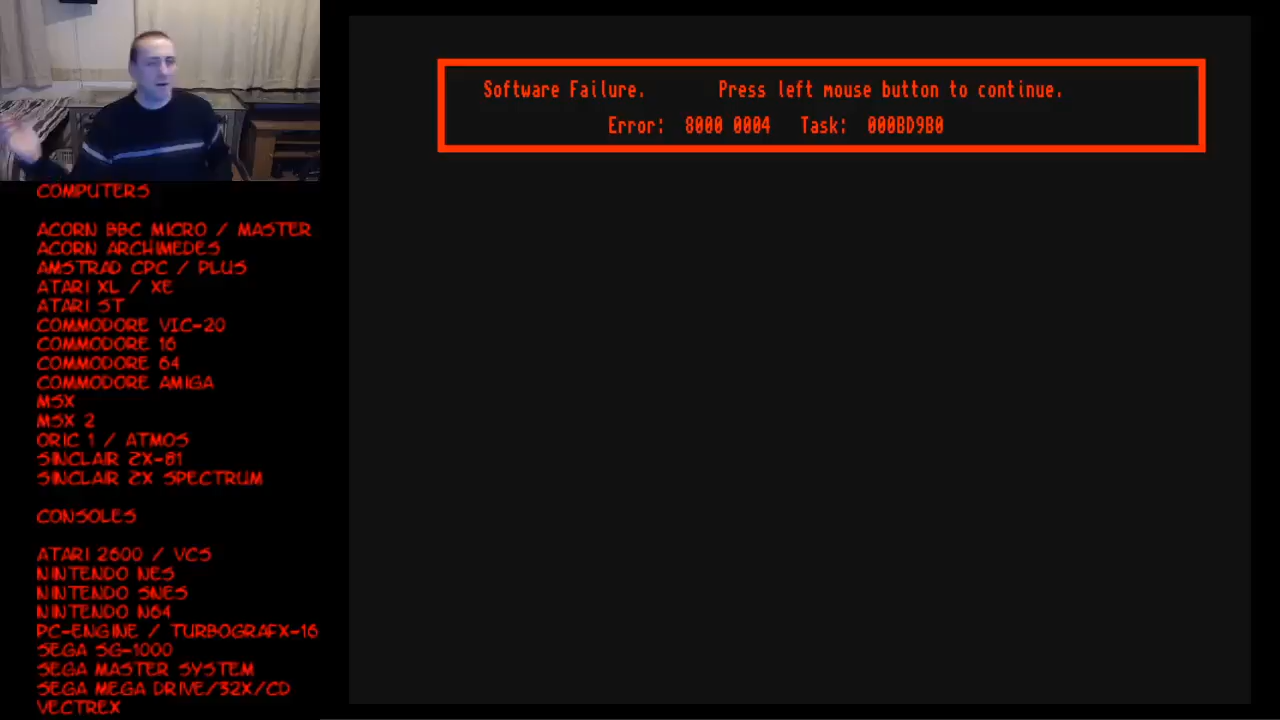 Software Failure. Press left mouse button to continue.
Error: 8000 0004 Task: 000BD9B0
COMPUTERS
ACORN BBC MICRO / MASTER
ACORN ARCHIMEDES
AMSTRAD CPC / PLUS
ATARI XL / XE
ATARI ST
COMMODORE VIC-20
COMMODORE 16
COMMODORE 64
COMMODORE AMIGA
MSX
MSX 2
ORIC 1 / ATMOS
SINCLAIR ZX-81
SINCLAIR ZX SPECTRUM
CONSOLES
ATARI 2600 / VCS
NINTENDO NES
NINTENDO SNES
NINTENDO N64
PC-ENGINE / TURBOGRAFX-16
SEGA SG-1000
SEGA MASTER SYSTEM
SEGA MEGA DRIVE/32X/CD
VECTREX